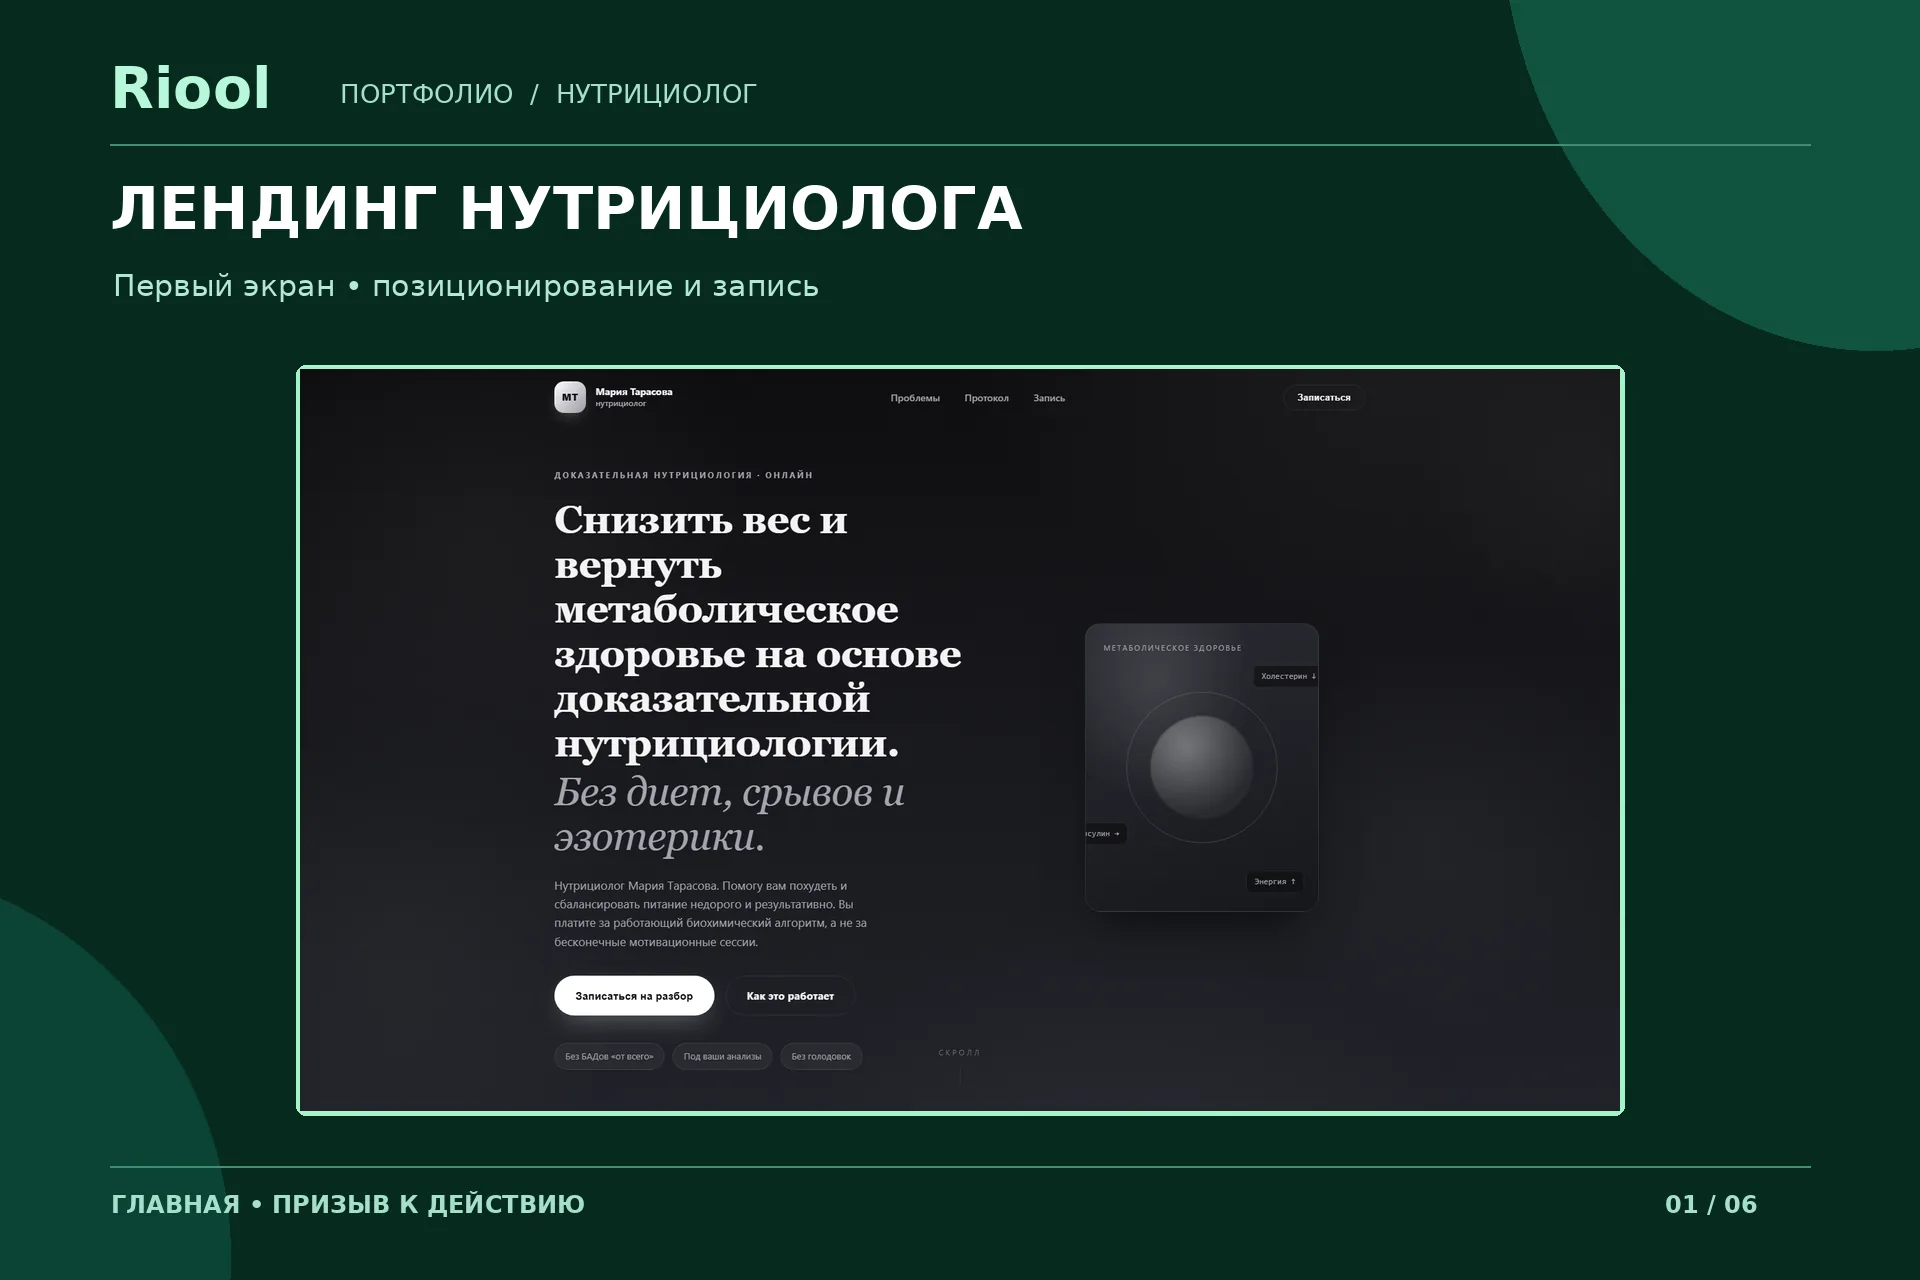 Riool
ПОРТФОЛИО / НУТРИЦИОЛОГ
ЛЕНДИНГ НУТРИЦИОЛОГА
Первый экран • позиционирование и запись
МТ
Мария Тарасова
нутрициолог
Проблемы
Протокол
Запись
Записаться
ДОКАЗАТЕЛЬНАЯ НУТРИЦИОЛОГИЯ · ОНЛАЙН
Снизить вес и
вернуть
метаболическое
здоровье на основе
доказательной
нутрициологии.
Без диет, срывов и
эзотерики.
Нутрициолог Мария Тарасова. Помогу вам похудеть и
сбалансировать питание недорого и результативно. Вы
платите за работающий биохимический алгоритм, а не за
бесконечные мотивационные сессии.
Записаться на разбор
Как это работает
Без БАДов «от всего»
Под ваши анализы
Без голодовок
СКРОЛЛ
МЕТАБОЛИЧЕСКОЕ ЗДОРОВЬЕ
Холестерин ↓
сулин →
Энергия ↑
ГЛАВНАЯ • ПРИЗЫВ К ДЕЙСТВИЮ
01 / 06